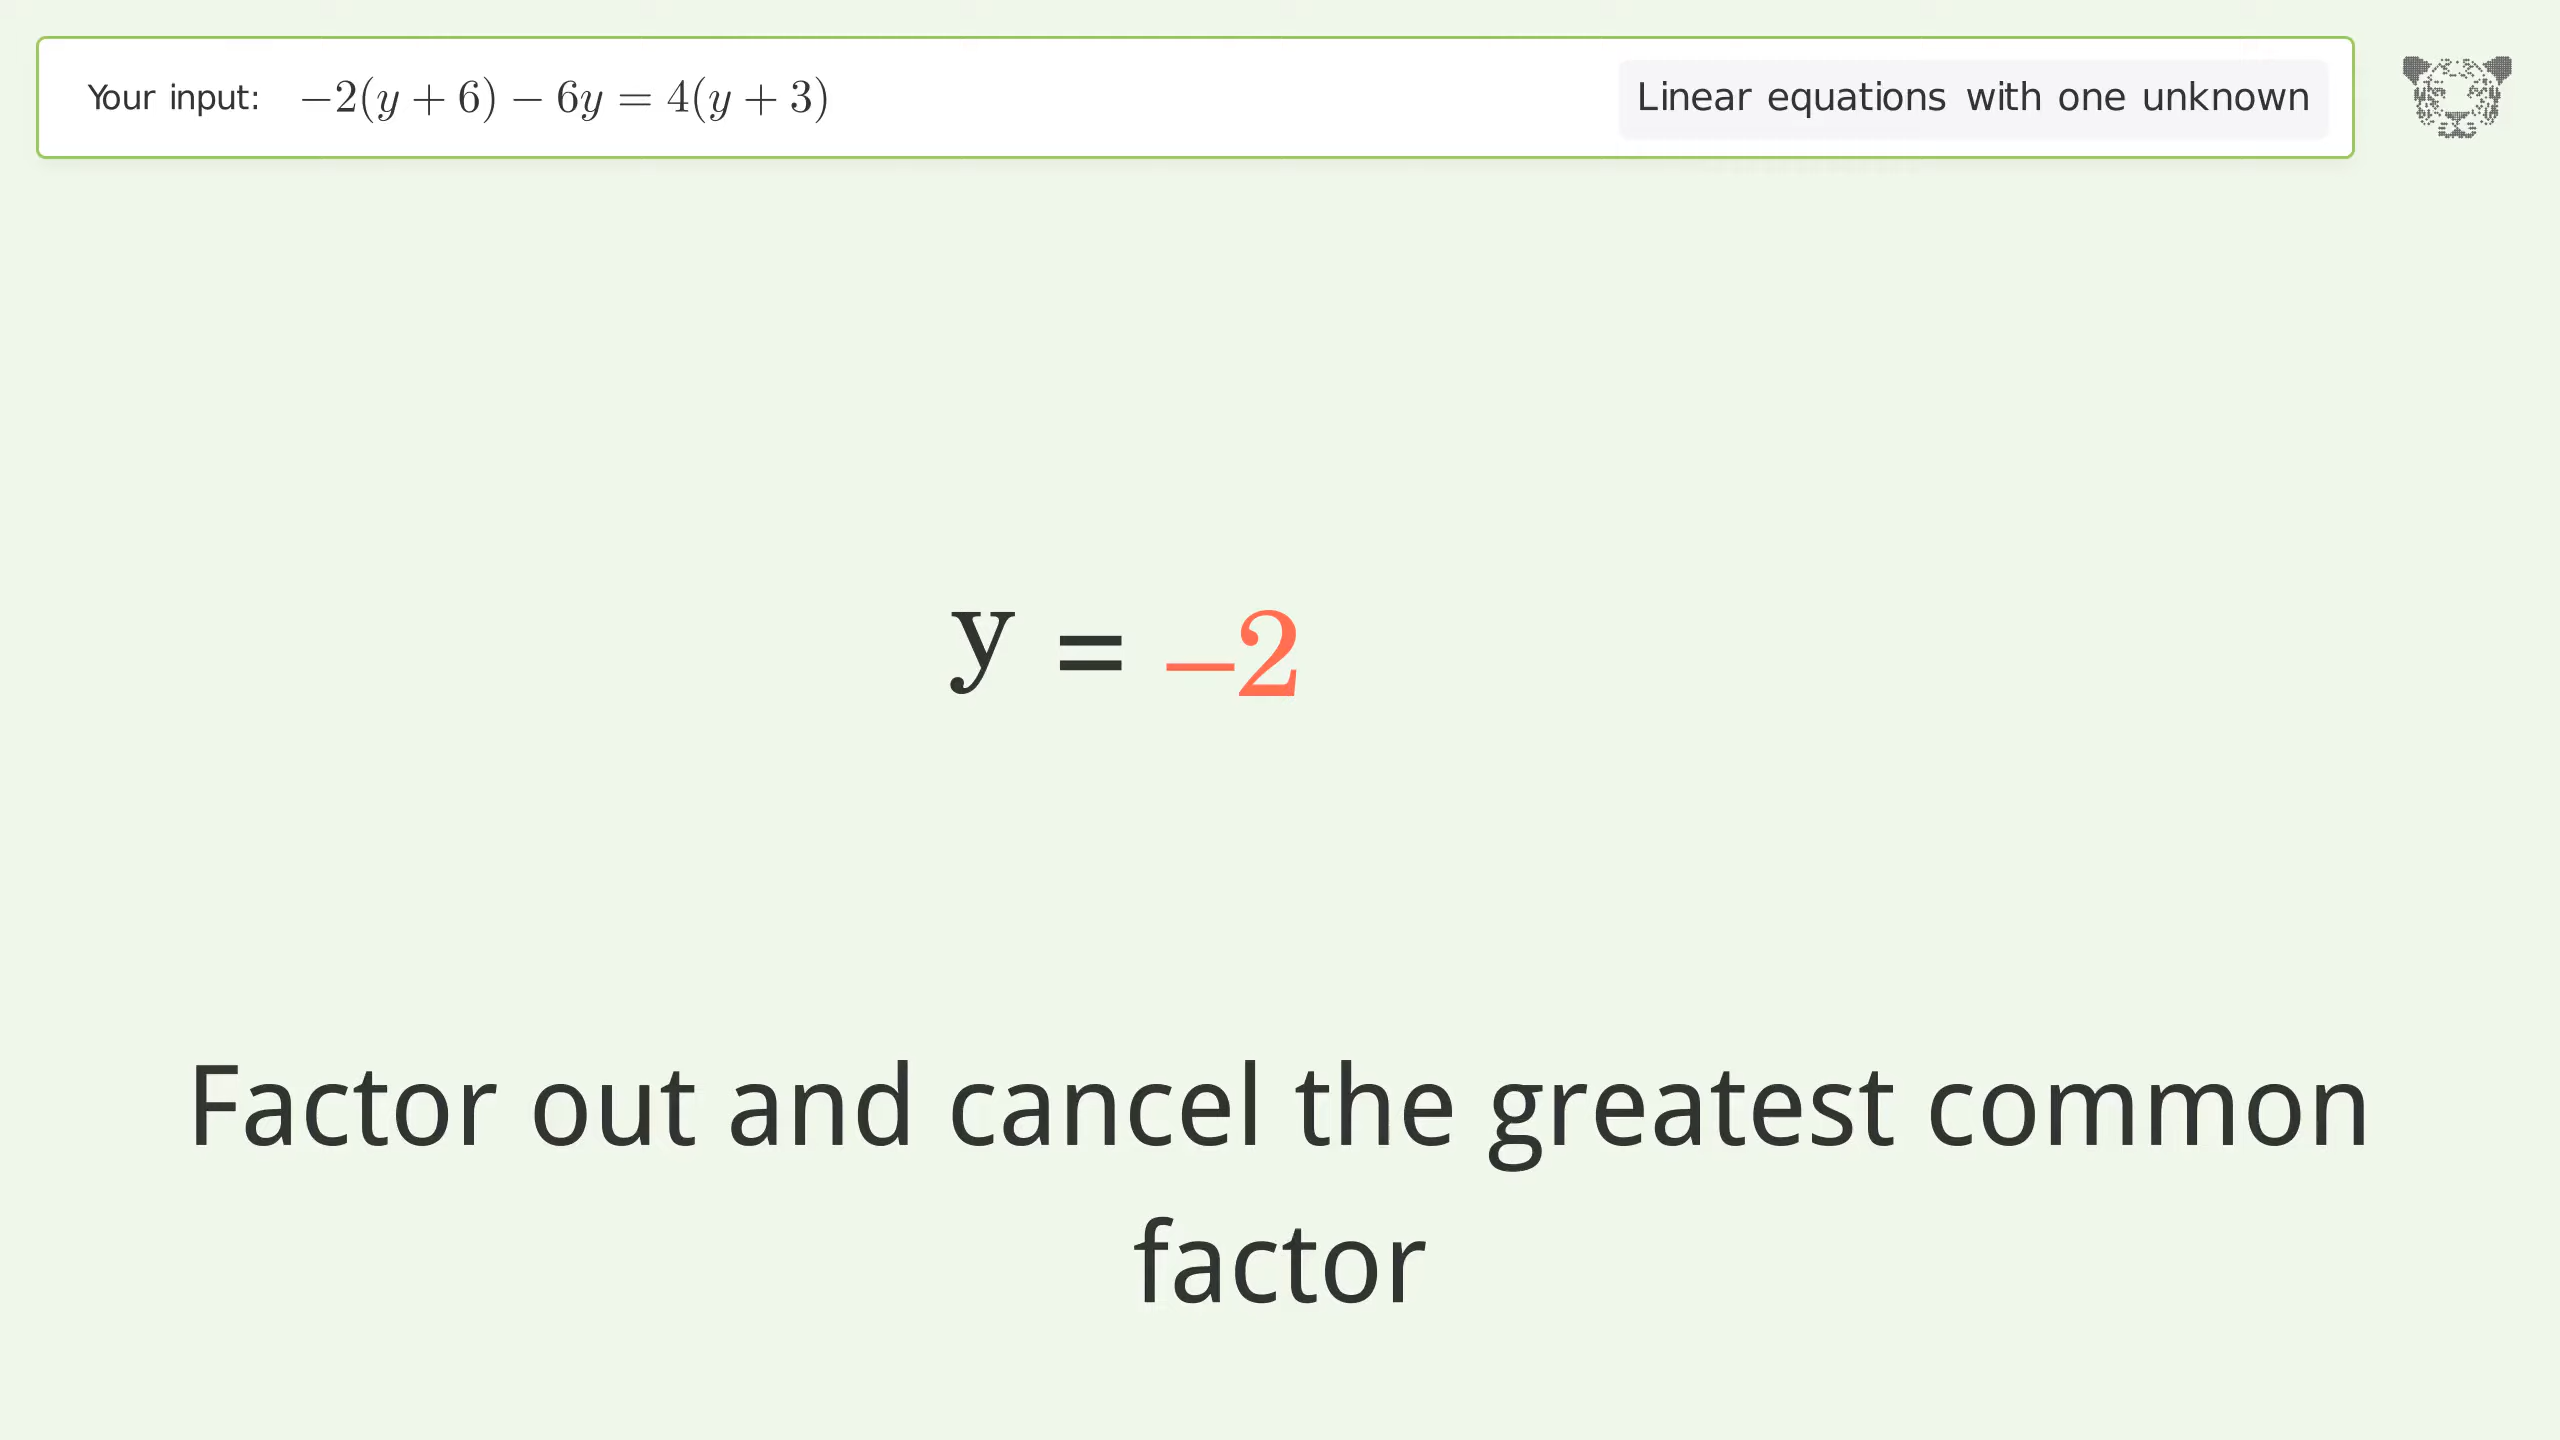 Your input: −2(y + 6) − 6y = 4(y + 3) Linear equations with one unknown
y = −2
Factor out and cancel the greatest common
factor